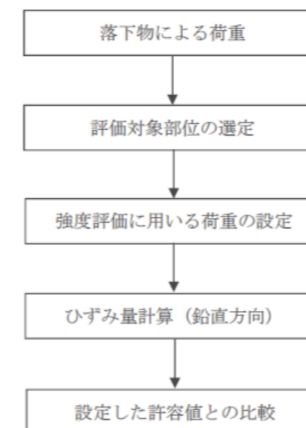 落下物による荷重
評価対象部位の選定
強度評価に用いる荷重の設定
ひずみ量計算（鉛直方向）
設定した許容値との比較